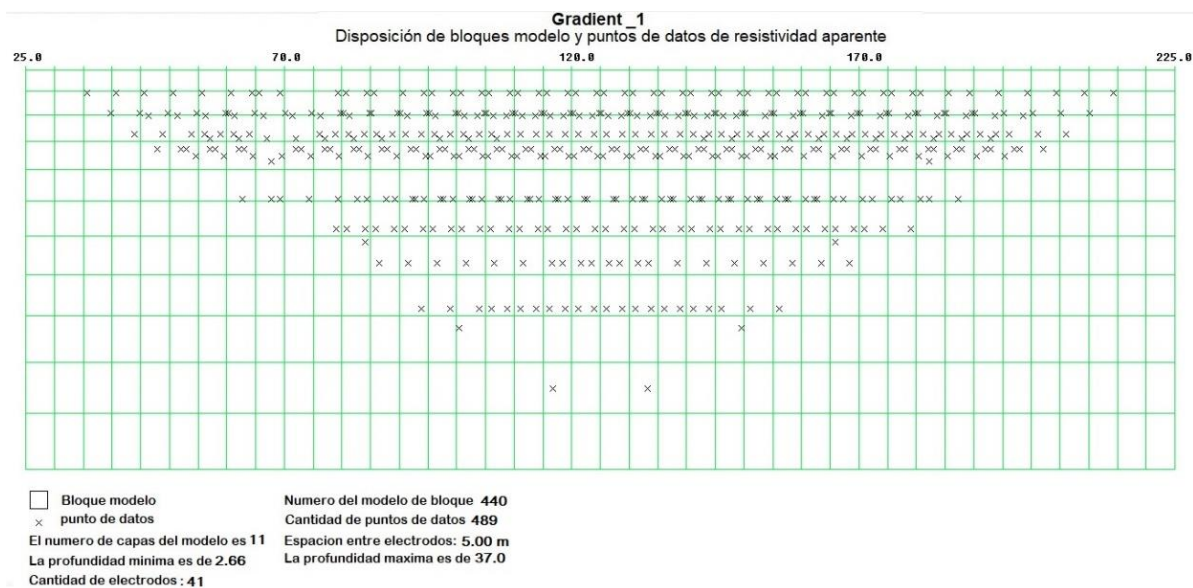 Gradient _1
Disposición de bloques modelo y puntos de datos de resistividad aparente
25.0 70.0 120.0 170.0 225.0
Bloque modelo
punto de datos
El numero de capas del modelo es 11
La profundidad minima es de 2.66
Cantidad de electrodos : 41
Numero del modelo de bloque 440
Cantidad de puntos de datos 489
Espacion entre electrodos: 5.00 m
La profundidad maxima es de 37.0